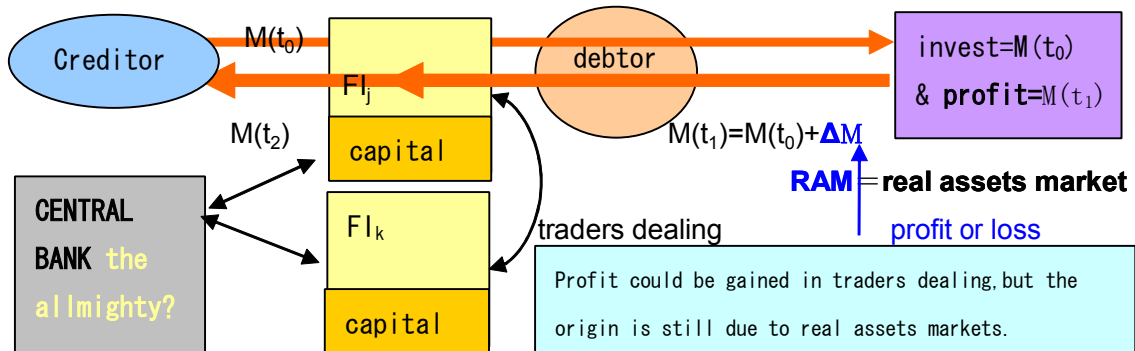 Creditor
M(t₀)
FIⱼ
debtor
invest=M(t₀)
& profit=M(t₁)
M(t₂)
capital
M(t₁)=M(t₀)+ΔM
RAM=real assets market
CENTRAL
BANK the
allmighty?
FIₖ
capital
traders dealing
profit or loss
Profit could be gained in traders dealing,but the
origin is still due to real assets markets.